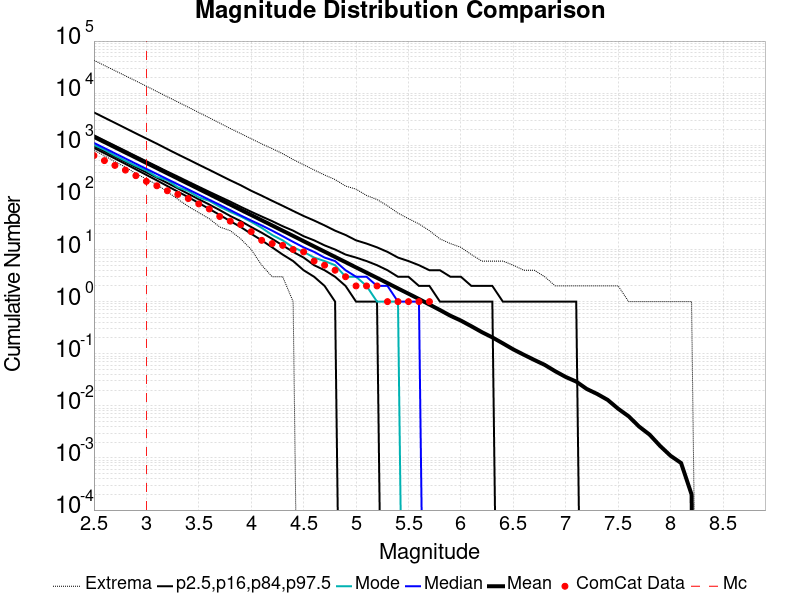 Magnitude Distribution Comparison
10^5
10^4
10^3
10^2
10^1
10^0
10^-1
10^-2
10^-3
10^-4
Cumulative Number
2.5 3 3.5 4 4.5 5 5.5 6 6.5 7 7.5 8 8.5
Magnitude
Extrema p2.5,p16,p84,p97.5 Mode Median Mean ComCat Data Mc